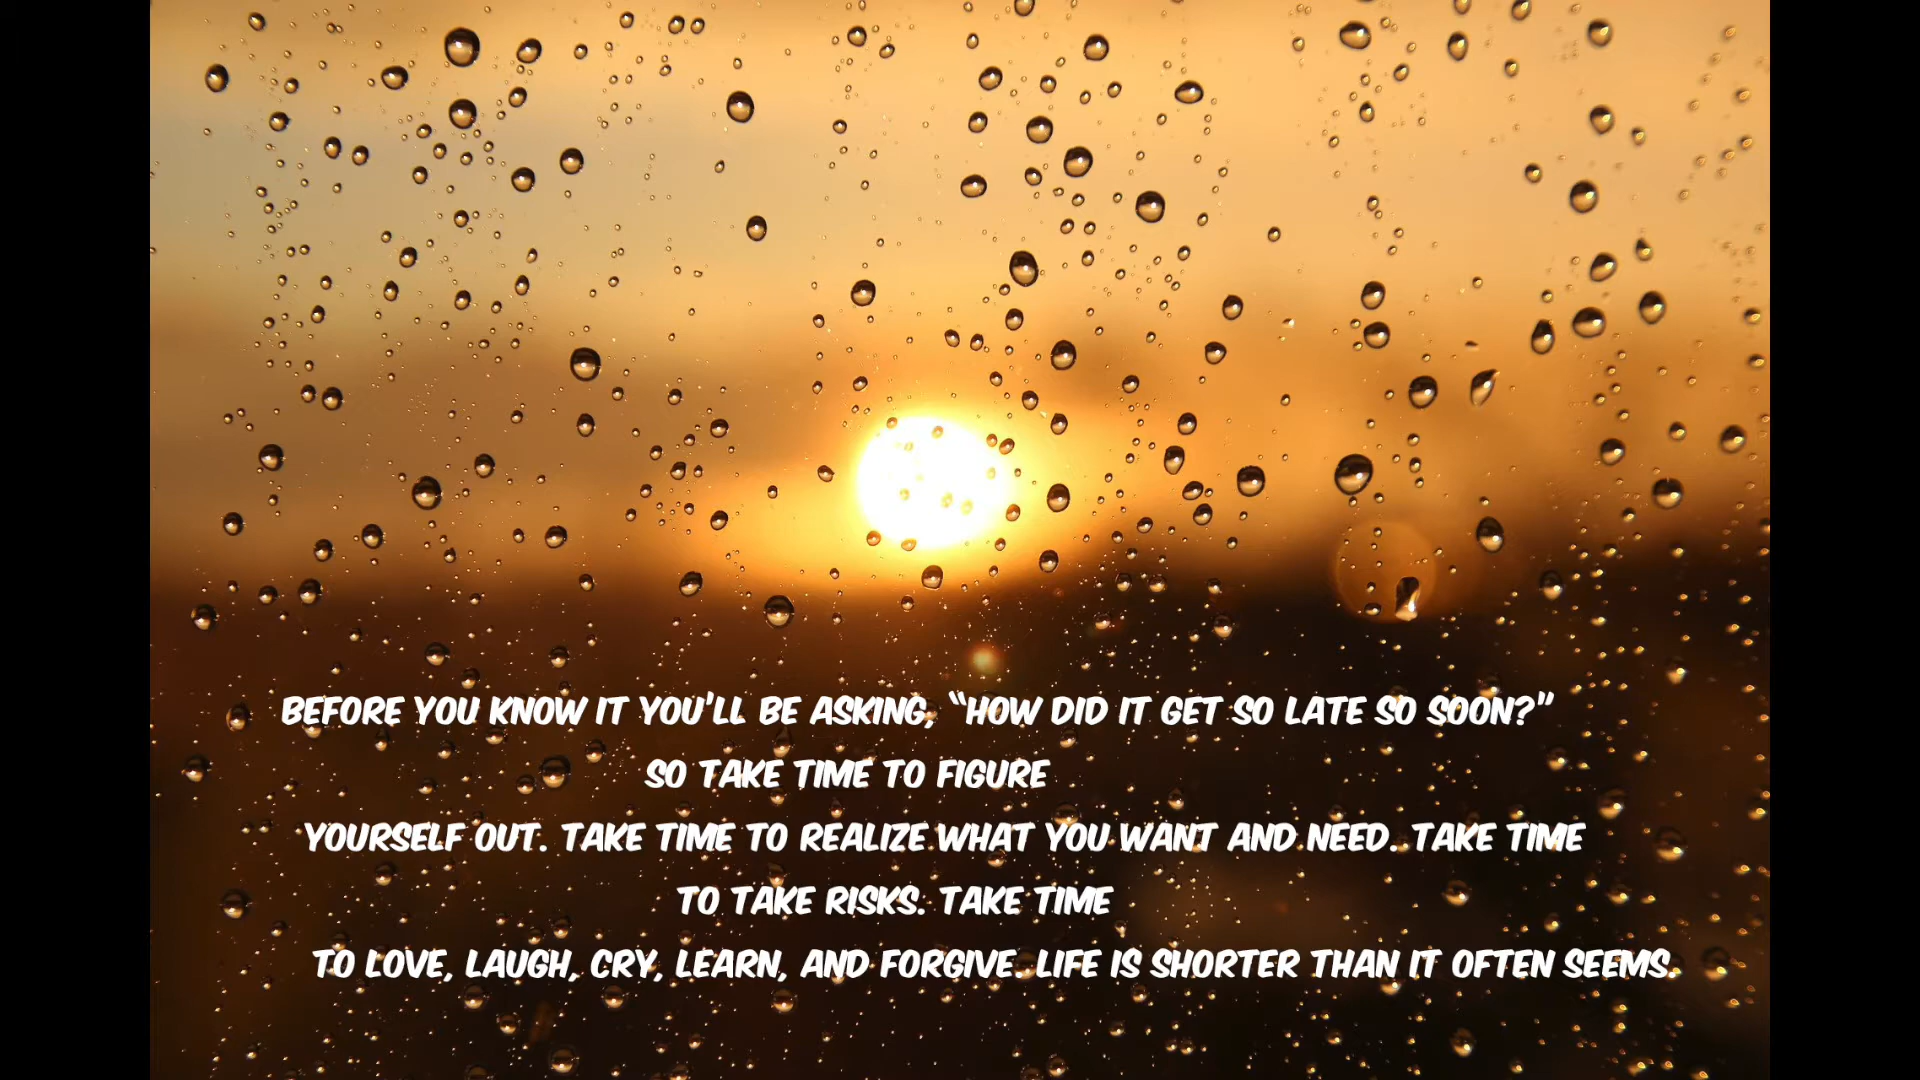 BEFORE YOU KNOW IT YOU'LL BE ASKING, "HOW DID IT GET SO LATE SO SOON?"
SO TAKE TIME TO FIGURE
YOURSELF OUT. TAKE TIME TO REALIZE WHAT YOU WANT AND NEED. TAKE TIME
TO TAKE RISKS. TAKE TIME
TO LOVE, LAUGH, CRY, LEARN, AND FORGIVE. LIFE IS SHORTER THAN IT OFTEN SEEMS.